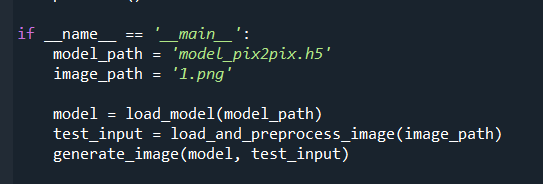 if __name__ == '__main__':
    model_path = 'model_pix2pix.h5'
    image_path = '1.png'
    model = load_model(model_path)
    test_input = load_and_preprocess_image(image_path)
    generate_image(model, test_input)